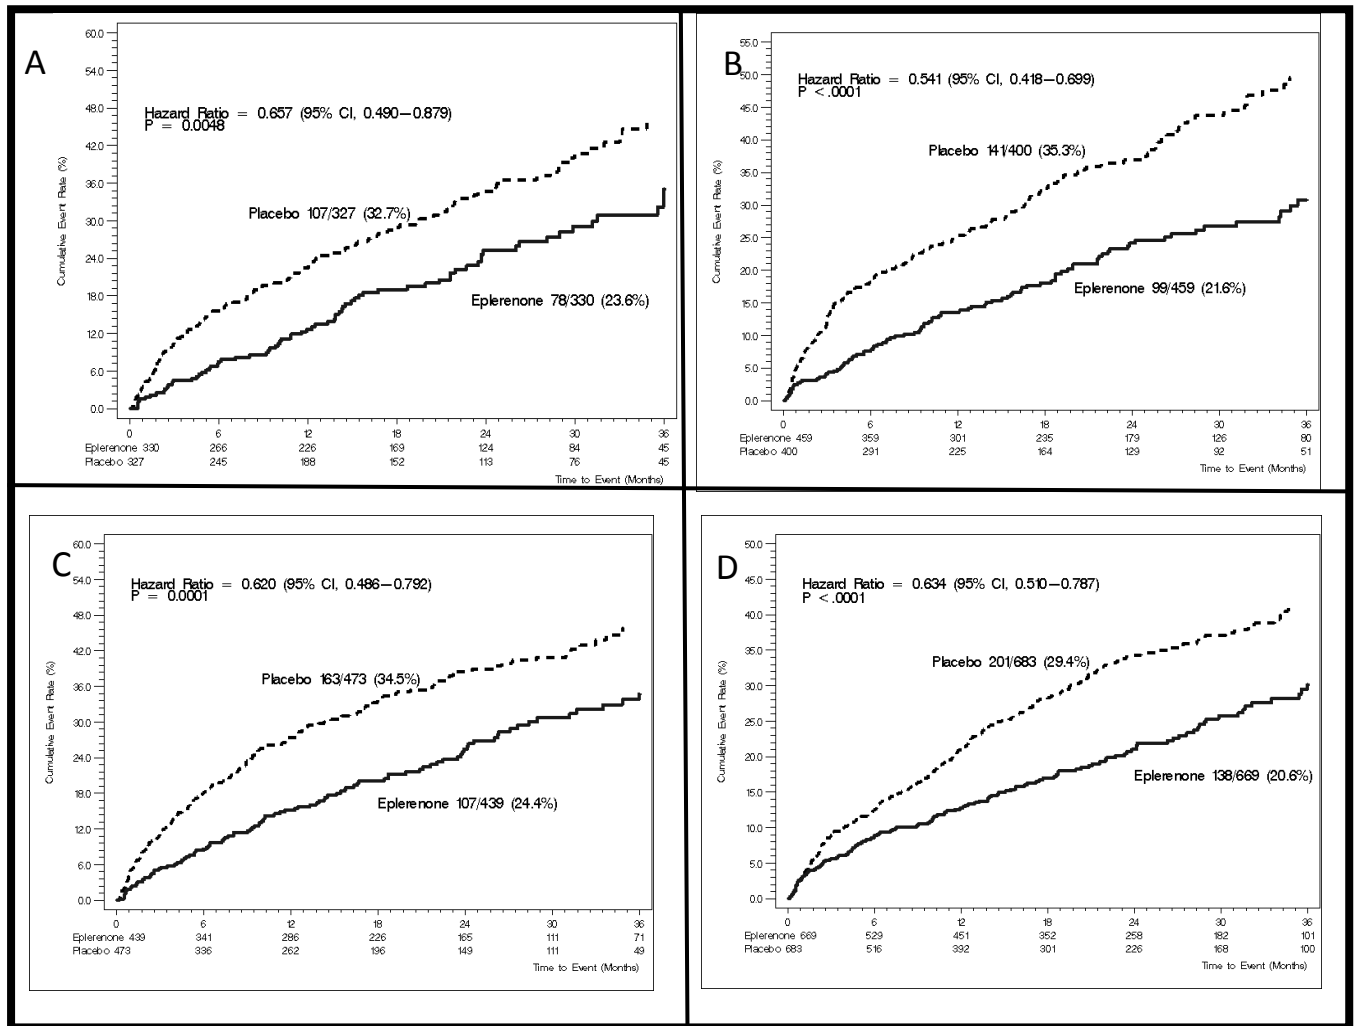 A
60.0
54.0
48.0
42.0
36.0
30.0
24.0
18.0
12.0
6.0
0.0
Cumulative Event Rate (%)
Hazard Ratio = 0.657 (95% CI, 0.490–0.879)
P = 0.0048
Placebo 107/327 (32.7%)
Eplerenone 78/330 (23.6%)
0 6 12 18 24 30 36
Eplerenone 330 266 226 169 124 84 45
Placebo 327 245 188 152 113 76 45
Time to Event (Months)
B
55.0
50.0
45.0
40.0
35.0
30.0
25.0
20.0
15.0
10.0
5.0
0.0
Cumulative Event Rate (%)
Hazard Ratio = 0.541 (95% CI, 0.418–0.699)
P <.0001
Placebo 141/400 (35.3%)
Eplerenone 99/459 (21.6%)
0 6 12 18 24 30 36
Eplerenone 459 359 301 235 179 126 80
Placebo 400 291 225 164 129 92 51
Time to Event (Months)
C
60.0
54.0
48.0
42.0
36.0
30.0
24.0
18.0
12.0
6.0
0.0
Cumulative Event Rate (%)
Hazard Ratio = 0.620 (95% CI, 0.486–0.792)
P = 0.0001
Placebo 163/473 (34.5%)
Eplerenone 107/439 (24.4%)
0 6 12 18 24 30 36
Eplerenone 439 341 286 226 165 111 71
Placebo 473 336 262 196 149 111 49
Time to Event (Months)
D
50.0
45.0
40.0
35.0
30.0
25.0
20.0
15.0
10.0
5.0
0.0
Cumulative Event Rate (%)
Hazard Ratio = 0.634 (95% CI, 0.510–0.787)
P <.0001
Placebo 201/683 (29.4%)
Eplerenone 138/669 (20.6%)
0 6 12 18 24 30 36
Eplerenone 669 529 451 352 258 182 101
Placebo 683 516 392 301 226 168 100
Time to Event (Months)